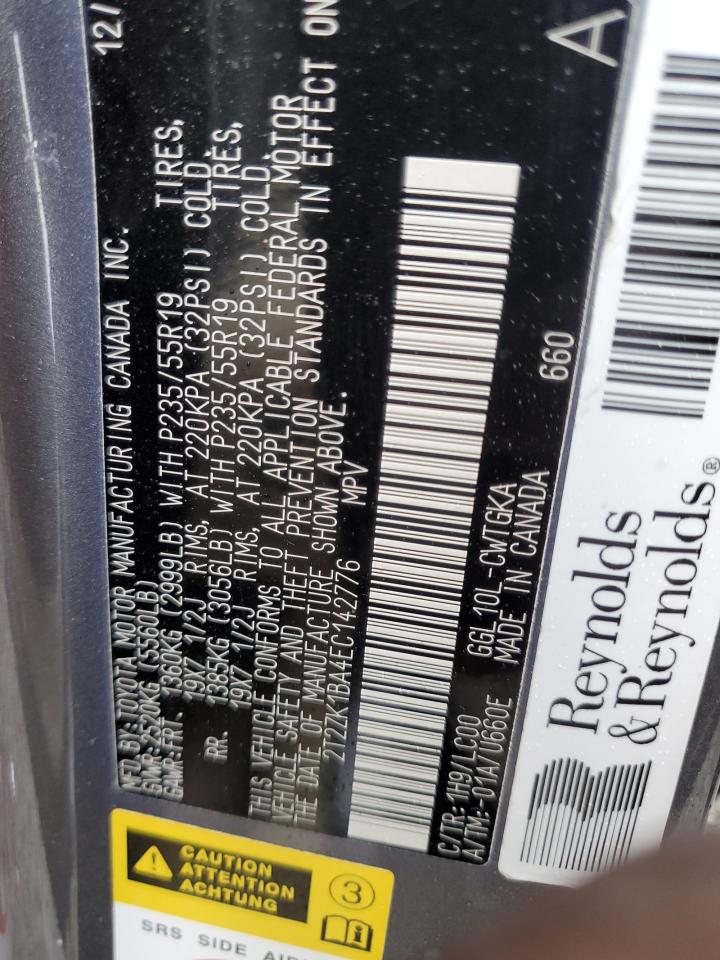 MFD.BY:TOYOTA MOTOR MANUFACTURING CANADA INC. 12/
GVWR:2520KG (5560LB)
GAWR:FRT. 1360KG (2999LB) WITH P235/55R19 TIRES,
19X7 1/2J RIMS, AT 220KPA (32PSI) COLD.
RR. 1385KG (3056LB) WITH P235/55R19 TIRES,
19X7 1/2J RIMS, AT 220KPA (32PSI) COLD.
THIS VEHICLE CONFORMS TO ALL APPLICABLE FEDERAL MOTOR
VEHICLE SAFETY AND THEFT PREVENTION STANDARDS IN EFFECT ON
THE DATE OF MANUFACTURE SHOWN ABOVE.
2T2ZK1BA4EC142776 MPV
C/TR:1H9/LC00 GGL10L-CWTGKA 660 A
A/TM:-01A/U660E MADE IN CANADA
Reynolds
& Reynolds®
CAUTION
ATTENTION
ACHTUNG
3
SRS SIDE